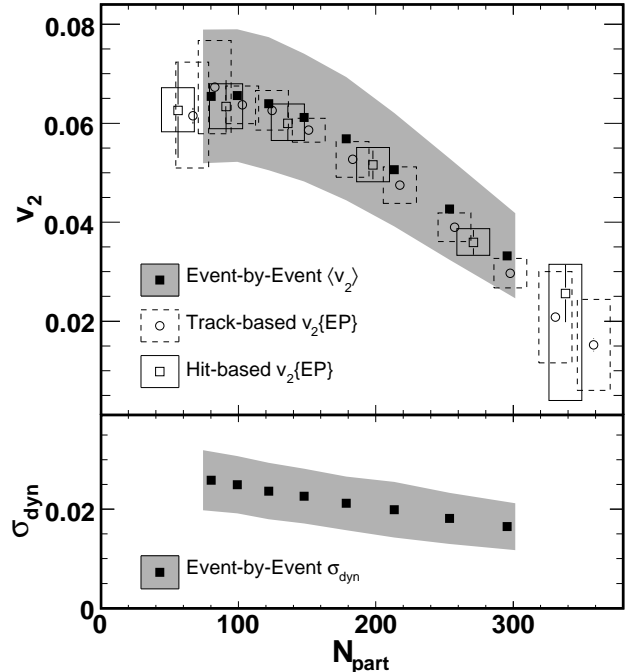 0.08
0.06
v2
0.04
Event-by-Event ⟨v2⟩
0.02
Track-based v2{EP}
Hit-based v2{EP}
σdyn
0.02
Event-by-Event σdyn
0
0 100 200 300
Npart